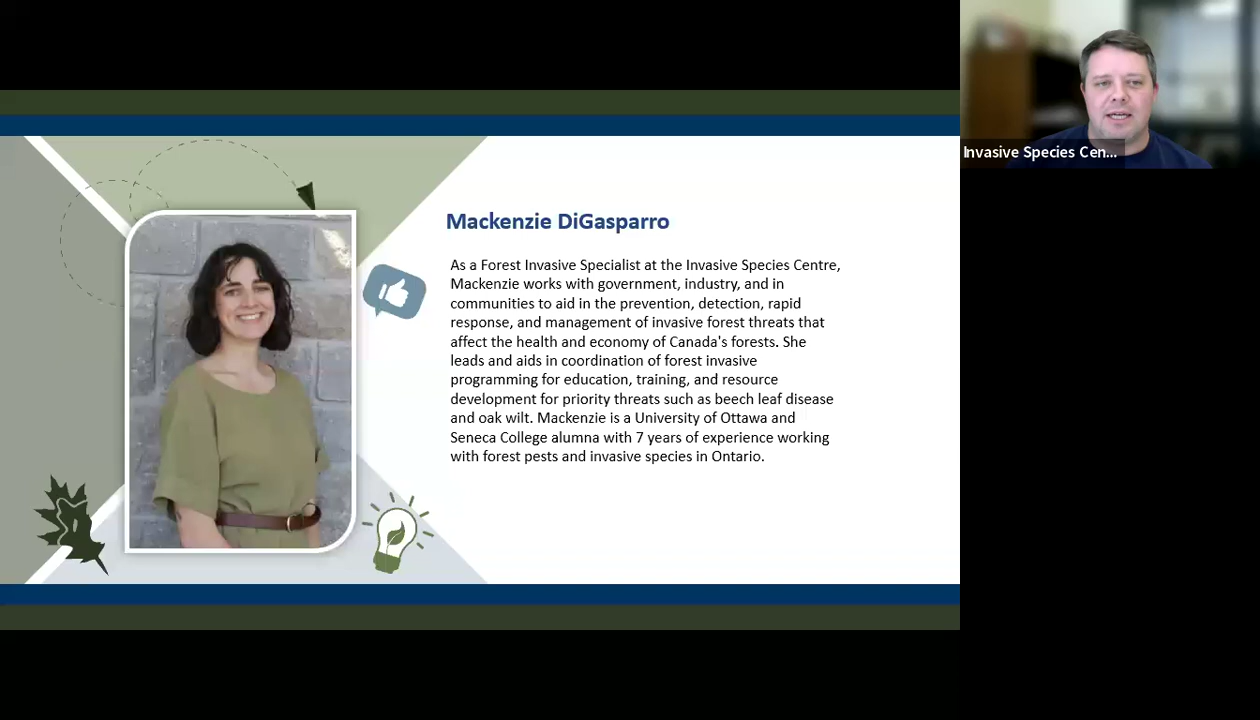 Mackenzie DiGasparro
As a Forest Invasive Specialist at the Invasive Species Centre,
Mackenzie works with government, industry, and in
communities to aid in the prevention, detection, rapid
response, and management of invasive forest threats that
affect the health and economy of Canada's forests. She
leads and aids in coordination of forest invasive
programming for education, training, and resource
development for priority threats such as beech leaf disease
and oak wilt. Mackenzie is a University of Ottawa and
Seneca College alumna with 7 years of experience working
with forest pests and invasive species in Ontario.
Invasive Species Cen...